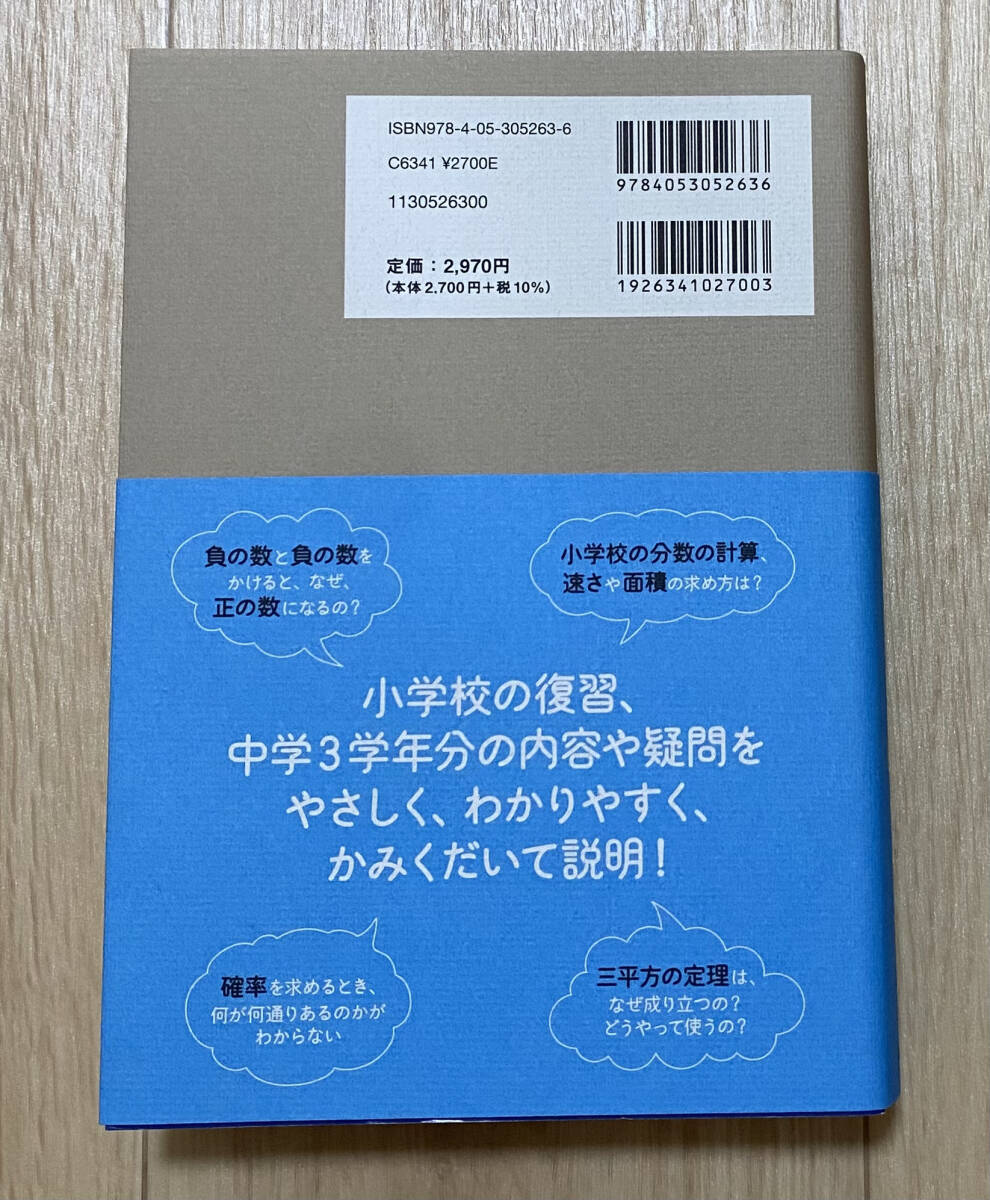 ISBN978-4-05-305263-6
C6341 ¥2700E
1130526300
定価：2,970円
（本体2,700円＋税10%）
9784053052636
1926341027003
負の数と負の数を
かけると、なぜ、
正の数になるの？
小学校の分数の計算、
速さや面積の求め方は？
小学校の復習、
中学3学年分の内容や疑問を
やさしく、わかりやすく、
かみくだいて説明！
確率を求めるとき、
何が何通りあるのかが
わからない
三平方の定理は、
なぜ成り立つの？
どうやって使うの？